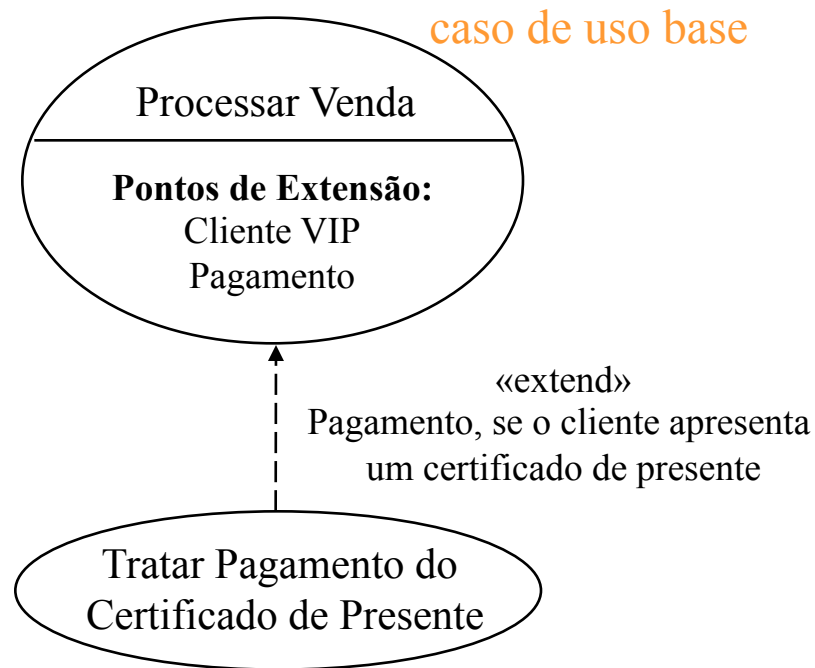 caso de uso base
Processar Venda
Pontos de Extensão:
Cliente VIP
Pagamento
«extend»
Pagamento, se o cliente apresenta
um certificado de presente
Tratar Pagamento do
Certificado de Presente